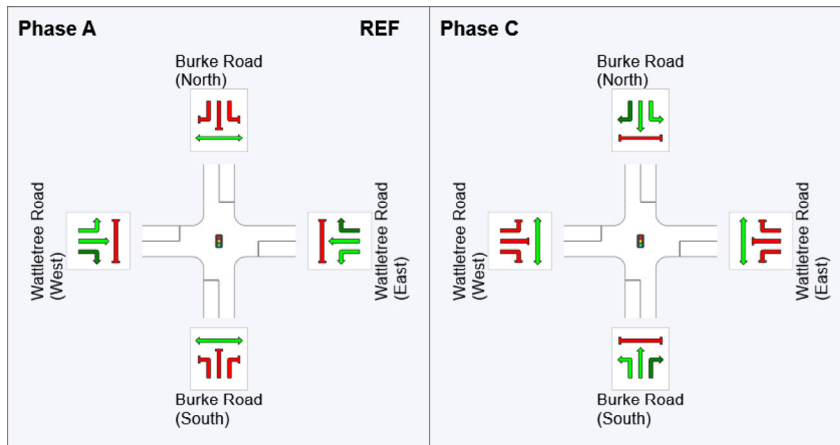 Phase A
REF
Burke Road
(North)
Wattletree Road
(West)
Wattletree Road
(East)
Burke Road
(South)
Phase C
Burke Road
(North)
Wattletree Road
(West)
Wattletree Road
(East)
Burke Road
(South)